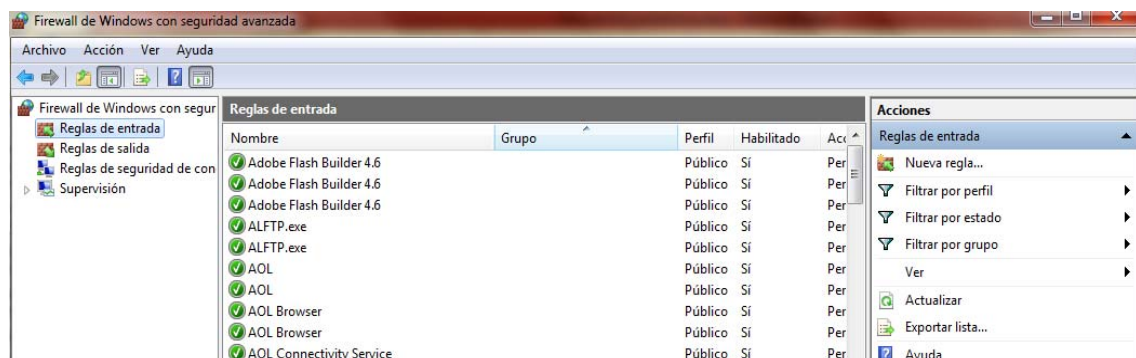 Firewall de Windows con seguridad avanzada
Archivo Acción Ver Ayuda
Firewall de Windows con segur
Reglas de entrada
Reglas de salida
Reglas de seguridad de con
Supervisión
Reglas de entrada
Nombre Grupo Perfil Habilitado Acc
Adobe Flash Builder 4.6 Público Sí Per
Adobe Flash Builder 4.6 Público Sí Per
Adobe Flash Builder 4.6 Público Sí Per
ALFTP.exe Público Sí Per
ALFTP.exe Público Sí Per
AOL Público Sí Per
AOL Público Sí Per
AOL Browser Público Sí Per
AOL Browser Público Sí Per
AOL Connectivity Service Público Sí Per
Acciones
Reglas de entrada
Nueva regla...
Filtrar por perfil
Filtrar por estado
Filtrar por grupo
Ver
Actualizar
Exportar lista...
Ayuda